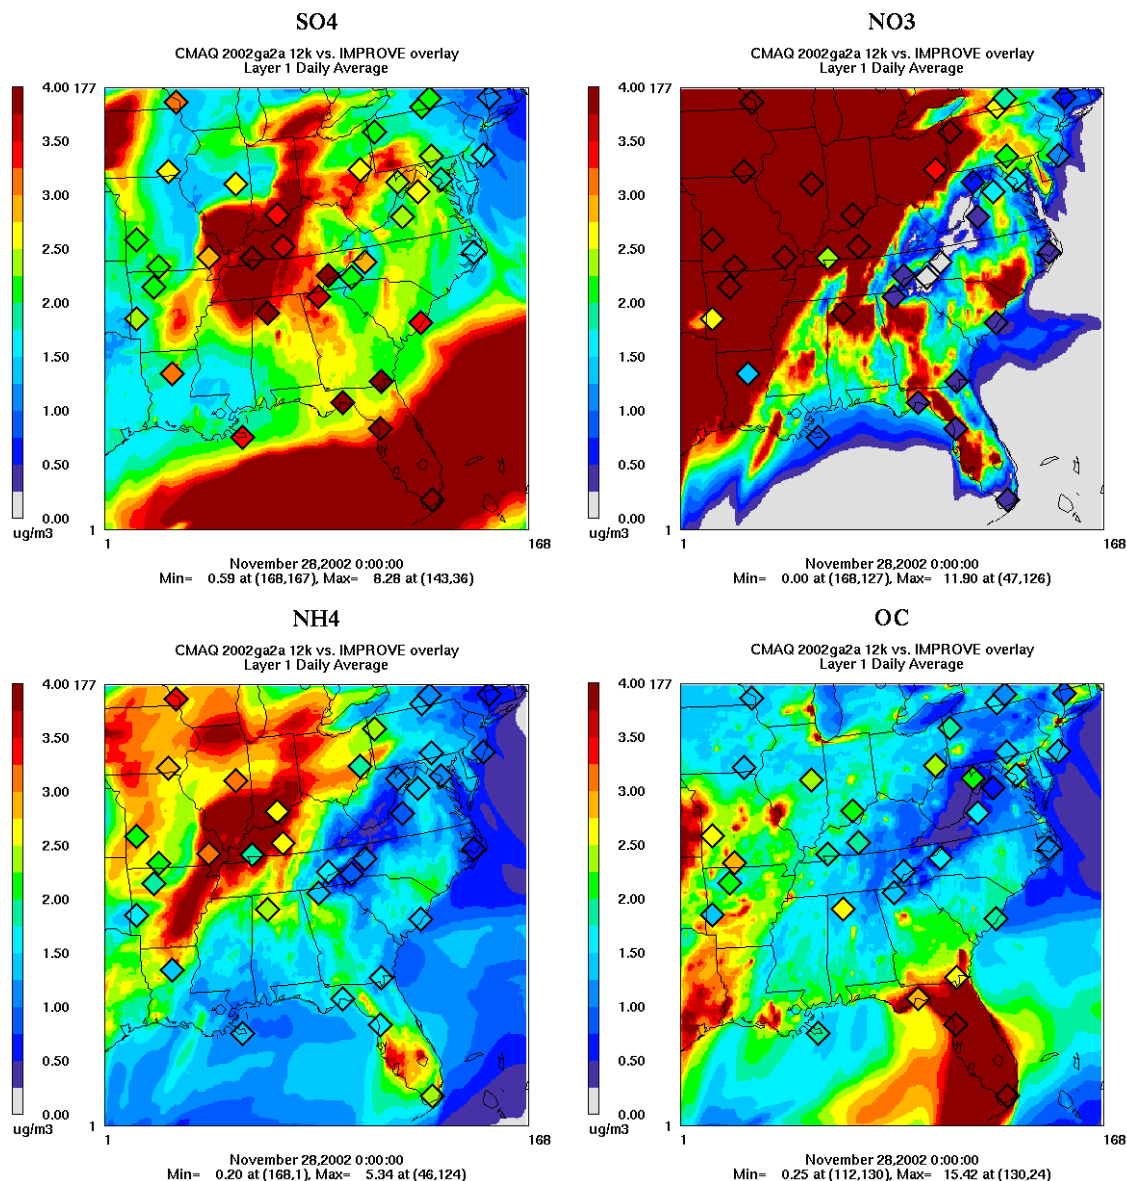 SO4
CMAQ 2002ga2a 12k vs. IMPROVE overlay
Layer 1 Daily Average
4.00 177
3.50
3.00
2.50
2.00
1.50
1.00
0.50
0.00
ug/m3
1
1
168
November 28,2002 0:00:00
Min= 0.59 at (168,167), Max= 8.28 at (143,36)
NO3
CMAQ 2002ga2a 12k vs. IMPROVE overlay
Layer 1 Daily Average
4.00 177
3.50
3.00
2.50
2.00
1.50
1.00
0.50
0.00
ug/m3
1
1
168
November 28,2002 0:00:00
Min= 0.00 at (168,127), Max= 11.90 at (47,126)
NH4
CMAQ 2002ga2a 12k vs. IMPROVE overlay
Layer 1 Daily Average
4.00 177
3.50
3.00
2.50
2.00
1.50
1.00
0.50
0.00
ug/m3
1
1
168
November 28,2002 0:00:00
Min= 0.20 at (168,1), Max= 5.34 at (46,124)
OC
CMAQ 2002ga2a 12k vs. IMPROVE overlay
Layer 1 Daily Average
4.00 177
3.50
3.00
2.50
2.00
1.50
1.00
0.50
0.00
ug/m3
1
1
168
November 28,2002 0:00:00
Min= 0.25 at (112,130), Max= 15.42 at (130,24)